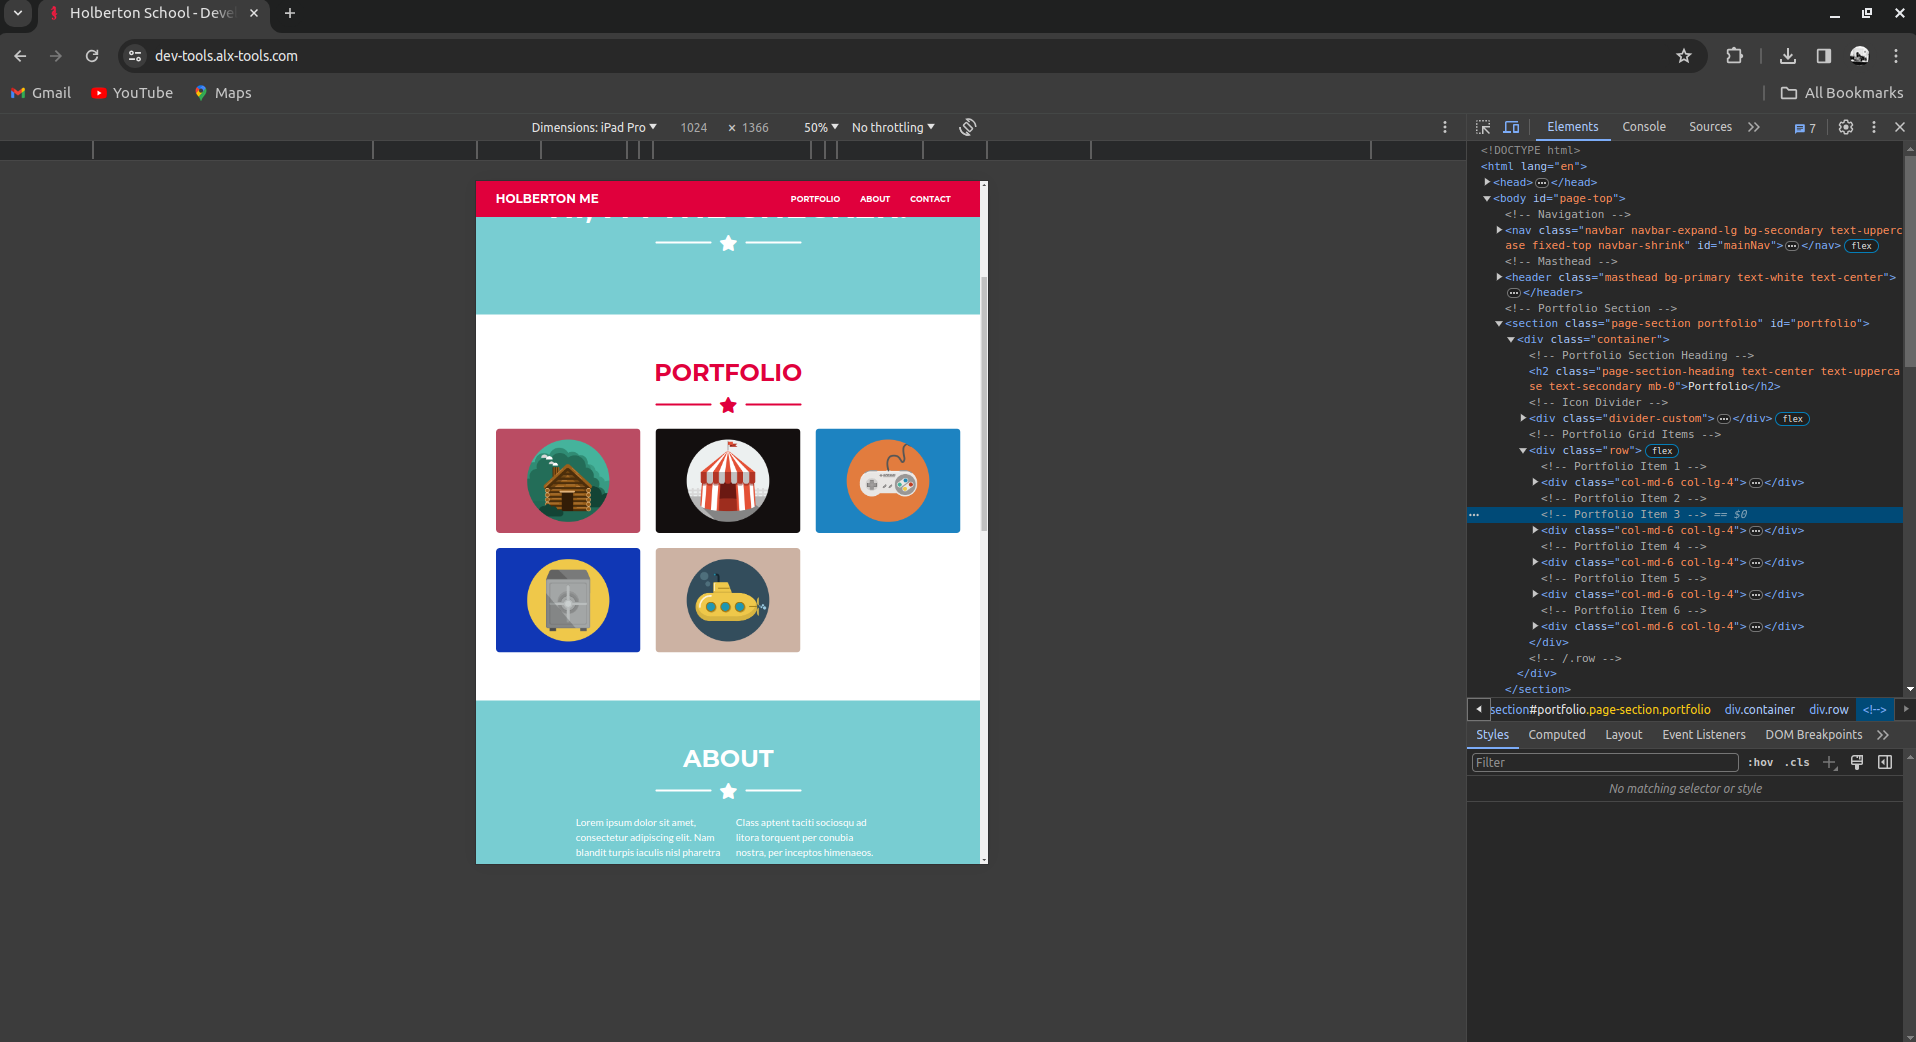 Holberton School - Deve
dev-tools.alx-tools.com
Gmail YouTube Maps All Bookmarks
Dimensions: iPad Pro 1024 × 1366 50% No throttling
Elements Console Sources 7
HOLBERTON ME PORTFOLIO ABOUT CONTACT
PORTFOLIO
ABOUT
Lorem ipsum dolor sit amet,
consectetur adipiscing elit. Nam
blandit turpis iaculis nisl pharetra
Class aptent taciti sociosqu ad
litora torquent per conubia
nostra, per inceptos himenaeos.
<!DOCTYPE html>
<html lang="en">
<head>…</head>
<body id="page-top">
<!-- Navigation -->
<nav class="navbar navbar-expand-lg bg-secondary text-upperc
ase fixed-top navbar-shrink" id="mainNav">…</nav> flex
<!-- Masthead -->
<header class="masthead bg-primary text-white text-center">
…</header>
<!-- Portfolio Section -->
<section class="page-section portfolio" id="portfolio">
<div class="container">
<!-- Portfolio Section Heading -->
<h2 class="page-section-heading text-center text-upperca
se text-secondary mb-0">Portfolio</h2>
<!-- Icon Divider -->
<div class="divider-custom">…</div> flex
<!-- Portfolio Grid Items -->
<div class="row"> flex
<!-- Portfolio Item 1 -->
<div class="col-md-6 col-lg-4">…</div>
<!-- Portfolio Item 2 -->
<!-- Portfolio Item 3 --> == $0
<div class="col-md-6 col-lg-4">…</div>
<!-- Portfolio Item 4 -->
<div class="col-md-6 col-lg-4">…</div>
<!-- Portfolio Item 5 -->
<div class="col-md-6 col-lg-4">…</div>
<!-- Portfolio Item 6 -->
<div class="col-md-6 col-lg-4">…</div>
</div>
<!-- /.row -->
</div>
</section>
section#portfolio.page-section.portfolio div.container div.row <!-->
Styles Computed Layout Event Listeners DOM Breakpoints
Filter :hov .cls
No matching selector or style